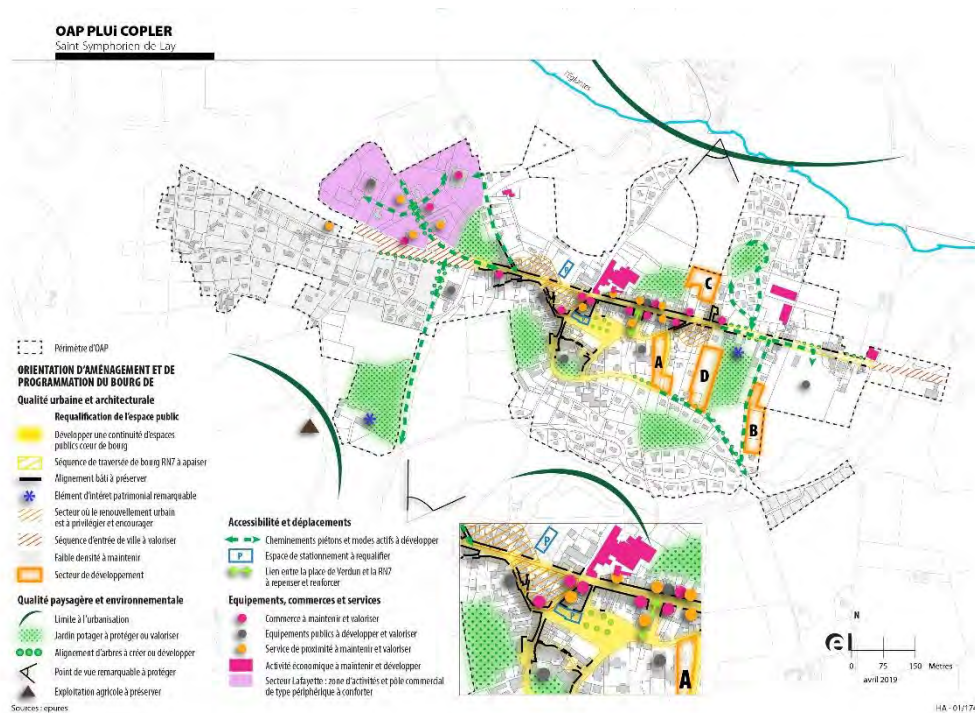 OAP PLUi COPLER
Saint Symphorien de Lay
l'Ecluntes
C
A
D
B
Périmètre d'OAP
ORIENTATION D'AMÉNAGEMENT ET DE
PROGRAMMATION DU BOURG DE
Qualité urbaine et architecturale
Requalification de l'espace public
Développer une continuité d'espaces
publics cœur de bourg
Séquence de traversée de bourg RN7 à apaiser
Alignement bâti à préserver
Elément d'intéret patrimonial remarquable
Secteur où le renouvellement urbain
est à privilégier et encourager
Séquence d'entrée de ville à valoriser
Faible densité à maintenir
Secteur de développement
Qualité paysagère et environnementale
Limite à l'urbanisation
Jardin potager à protéger ou valoriser
Alignement d'arbres à créer ou développer
Point de vue remarquable à protéger
Exploitation agricole à préserver
Accessibilité et déplacements
Cheminements piétons et modes actifs à développer
P Espace de stationnement à requalifier
Lien entre la place de Verdun et la RN7
à repenser et renforcer
Equipements, commerces et services
Commerce à maintenir et valoriser
Equipements publics à développer et valoriser
Service de proximité à maintenir et valoriser
Activité économique à maintenir et développer
Secteur Lafayette : zone d'activités et pôle commercial
de type périphérique à conforter
P
P
A
N
0 75 150 Mètres
avril 2019
Sources : epures
HA - 01/174